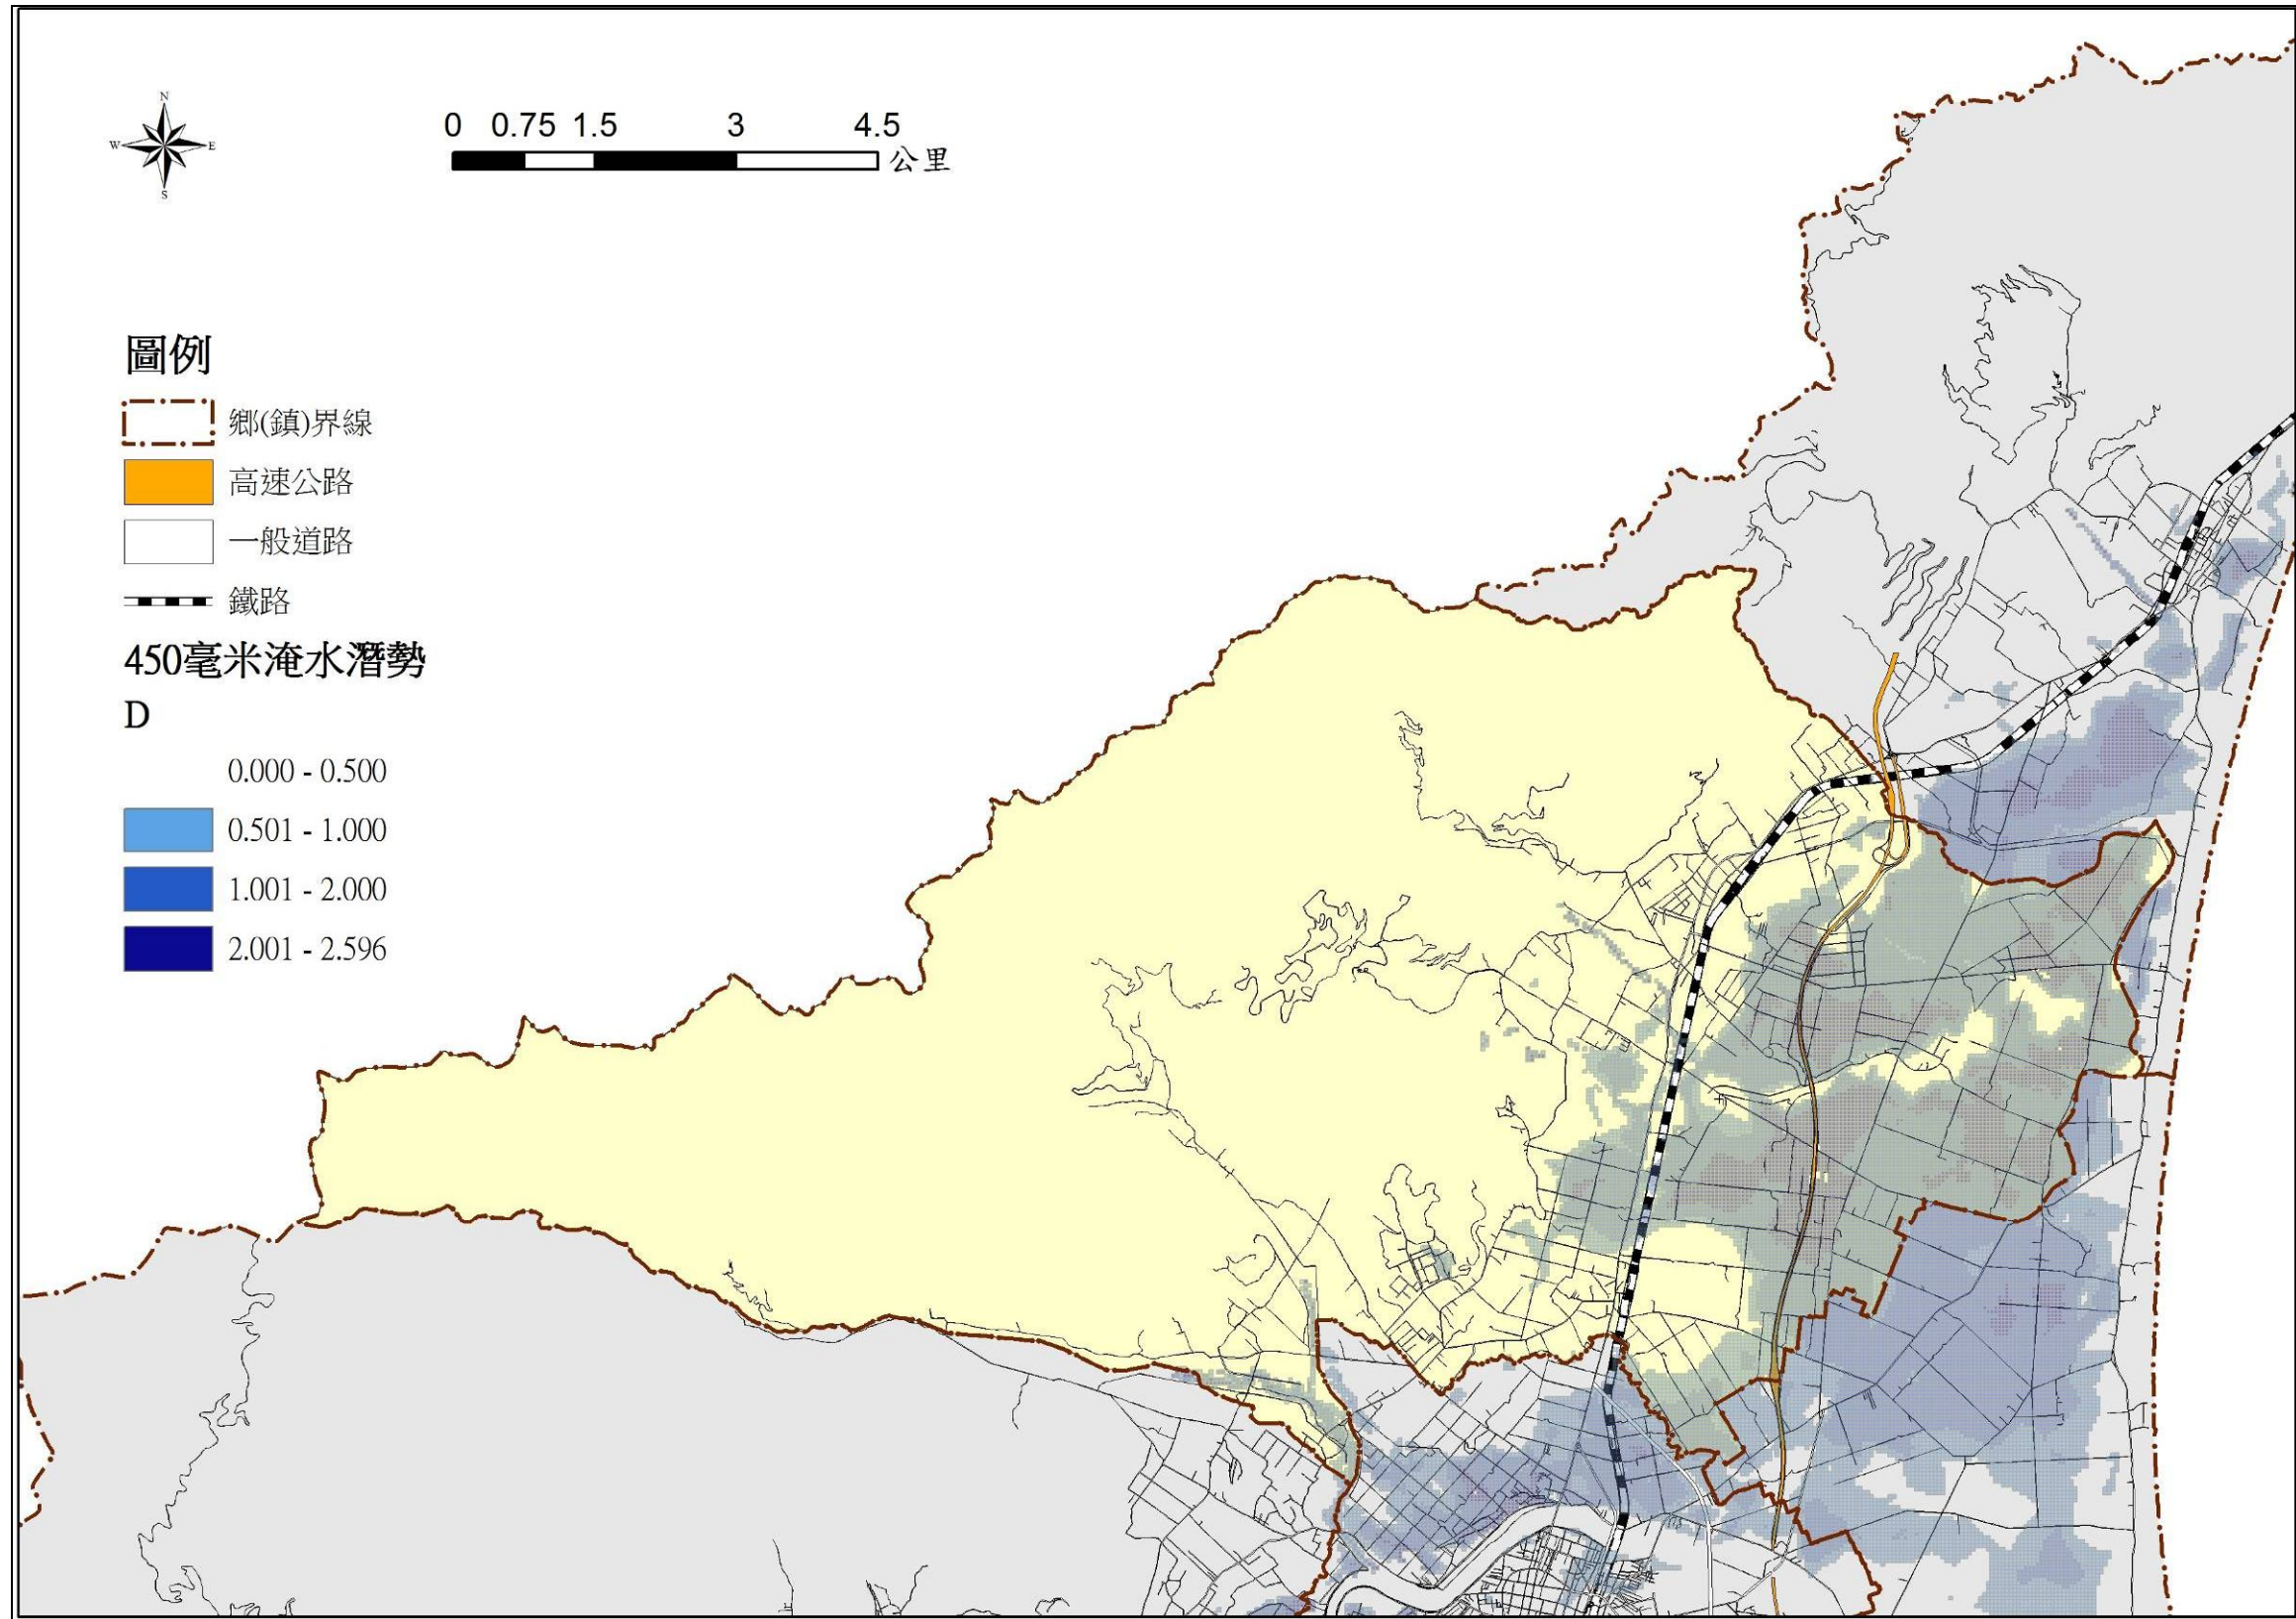 N
W
E
S
0 0.75 1.5 3 4.5
公里
圖例
鄉(鎮)界線
高速公路
一般道路
鐵路
450毫米淹水潛勢
D
0.000 - 0.500
0.501 - 1.000
1.001 - 2.000
2.001 - 2.596